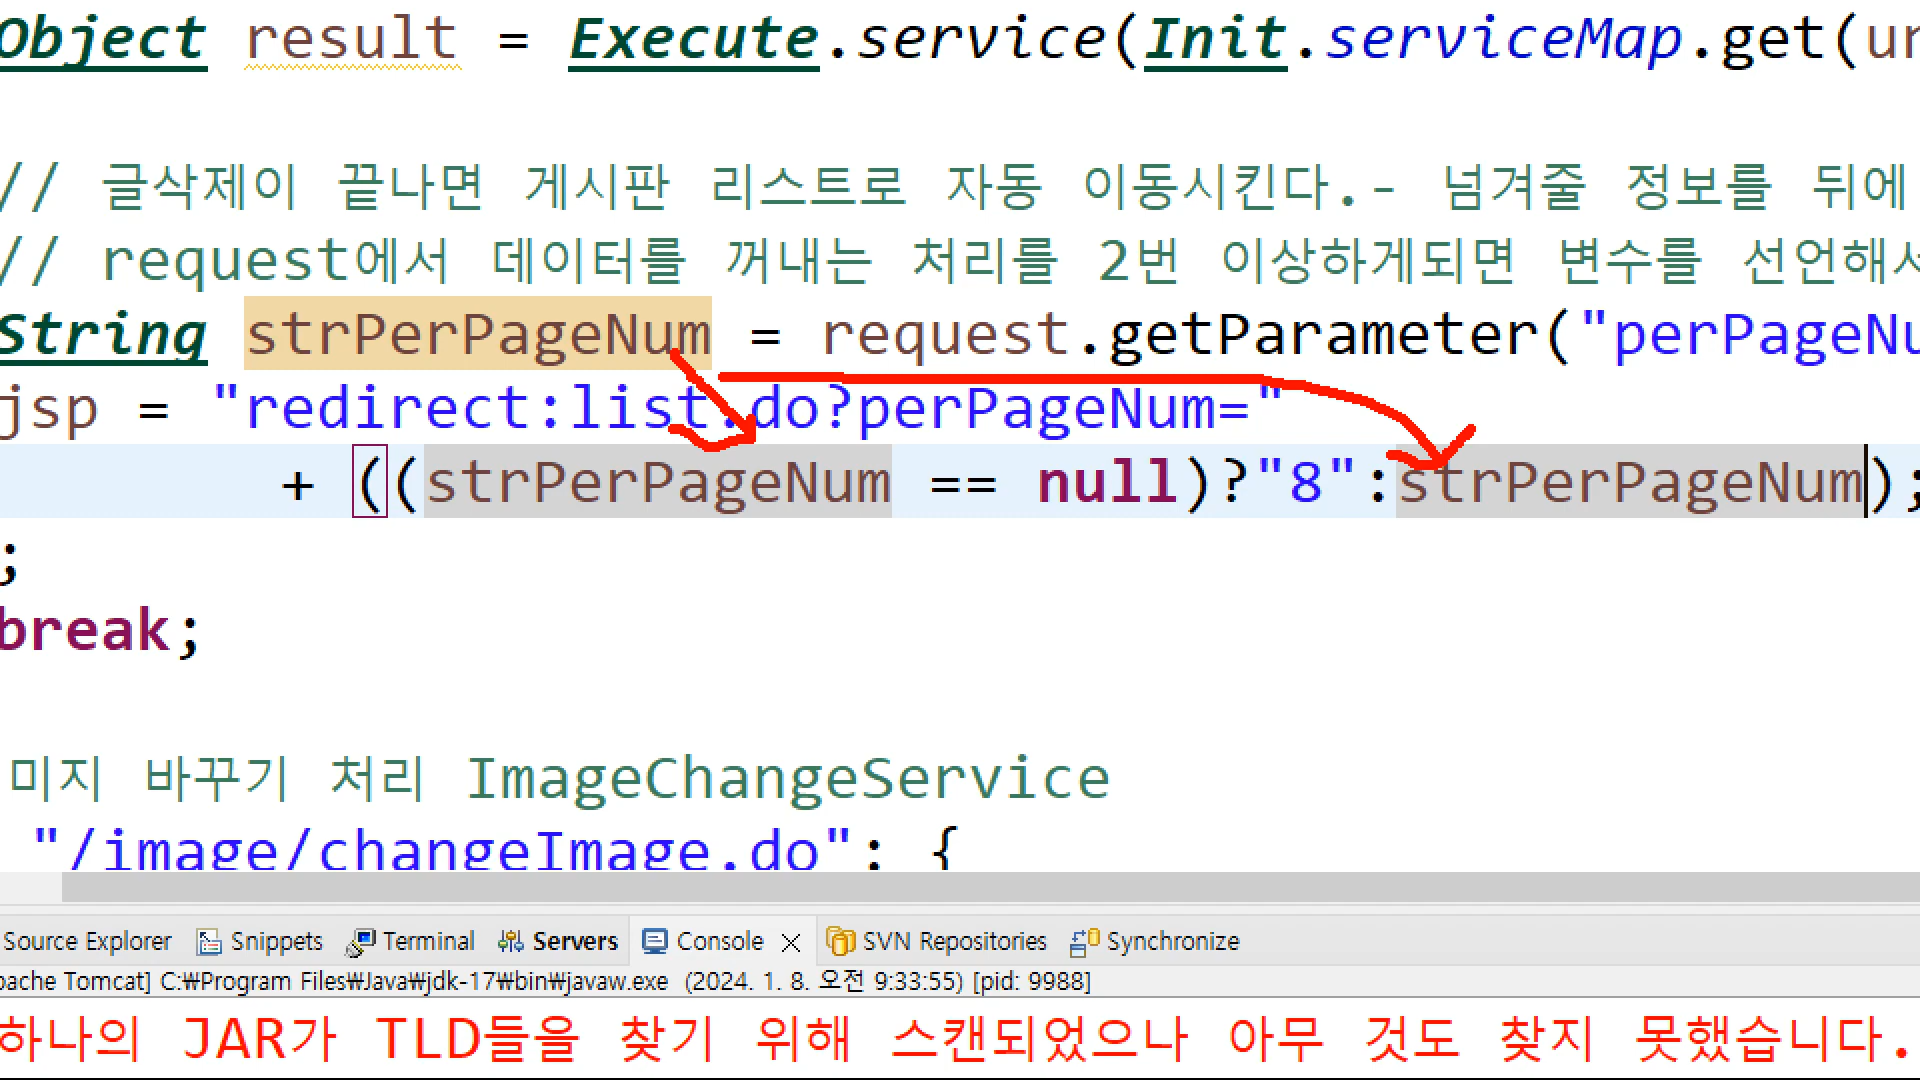 Object result = Execute.service(Init.serviceMap.get(
// 글삭제이 끝나면 게시판 리스트로 자동 이동시킨다.- 넘겨줄 정보를 뒤에
// request에서 데이터를 꺼내는 처리를 2번 이상하게되면 변수를 선언해서
String strPerPageNum = request.getParameter("perPageNu
jsp = "redirect:list.do?perPageNum="
+ ((strPerPageNum == null)?"8":strPerPageNum);
;
break;
미지 바꾸기 처리 ImageChangeService
"/image/changeImage.do": {
Source Explorer Snippets Terminal Servers Console SVN Repositories Synchronize
pache Tomcat] C:₩Program Files₩Java₩jdk-17₩bin₩javaw.exe (2024. 1. 8. 오전 9:33:55) [pid: 9988]
하나의 JAR가 TLD들을 찾기 위해 스캔되었으나 아무 것도 찾지 못했습니다.